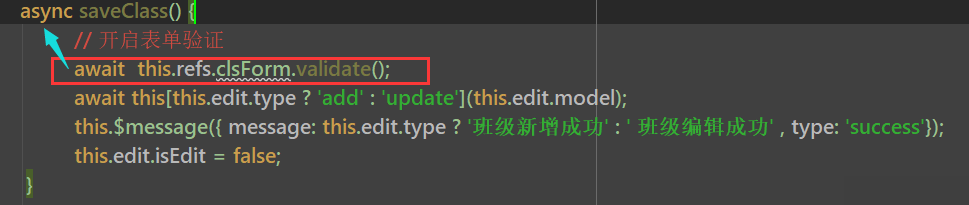 async saveClass() {
// 开启表单验证
await  this.refs.clsForm.validate();
await this[this.edit.type ? 'add' : 'update'](this.edit.model);
this.$message({ message: this.edit.type ? '班级新增成功' : ' 班级编辑成功' , type: 'success'});
this.edit.isEdit = false;
}